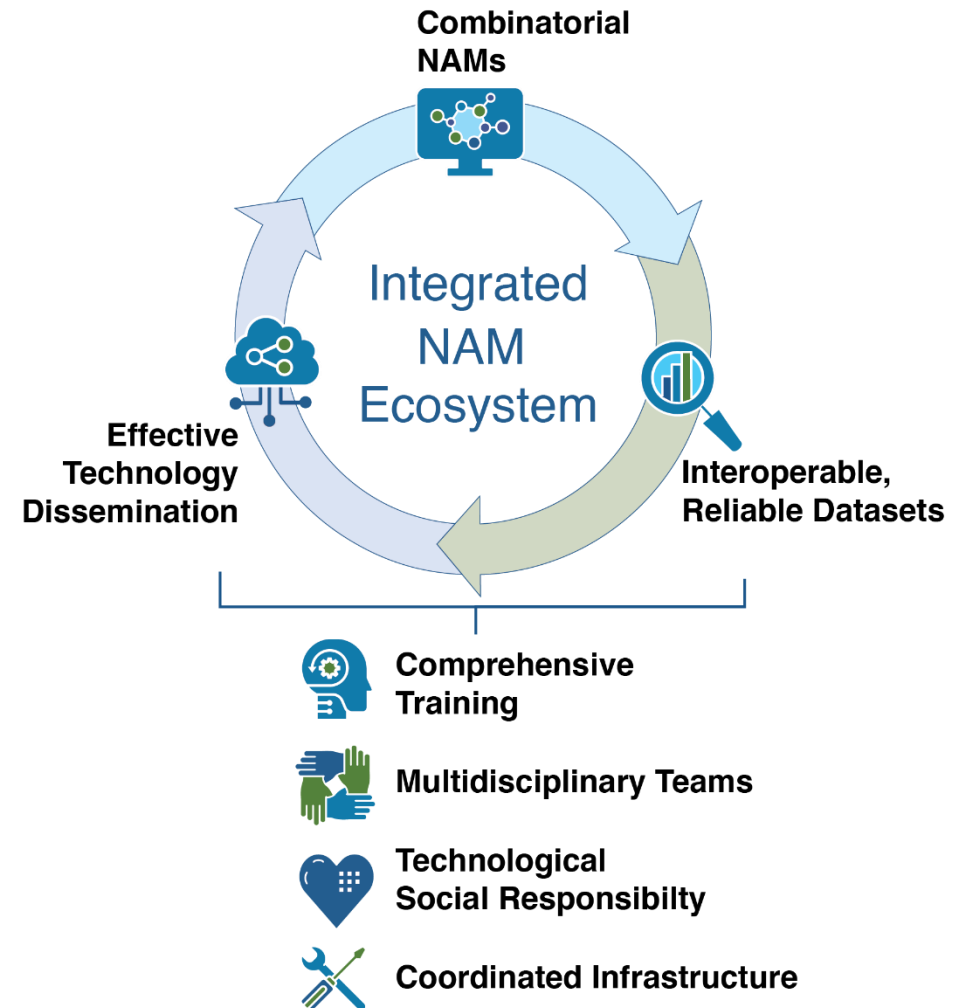 Combinatorial
NAMs
Integrated
NAM
Ecosystem
Effective
Technology
Dissemination
Interoperable,
Reliable Datasets
Comprehensive
Training
Multidisciplinary Teams
Technological
Social Responsibilty
Coordinated Infrastructure